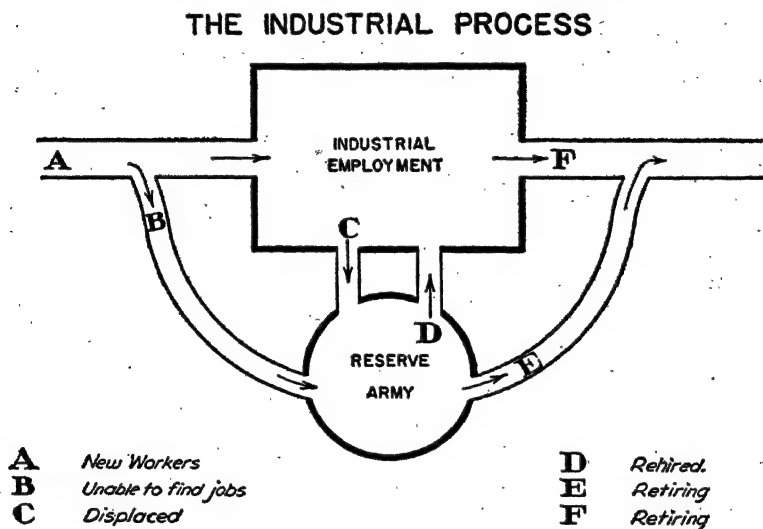 THE INDUSTRIAL PROCESS
A
INDUSTRIAL
EMPLOYMENT
F
B
C
D
RESERVE
ARMY
E
A New Workers
B Unable to find jobs
C Displaced
D Rehired.
E Retiring
F Retiring